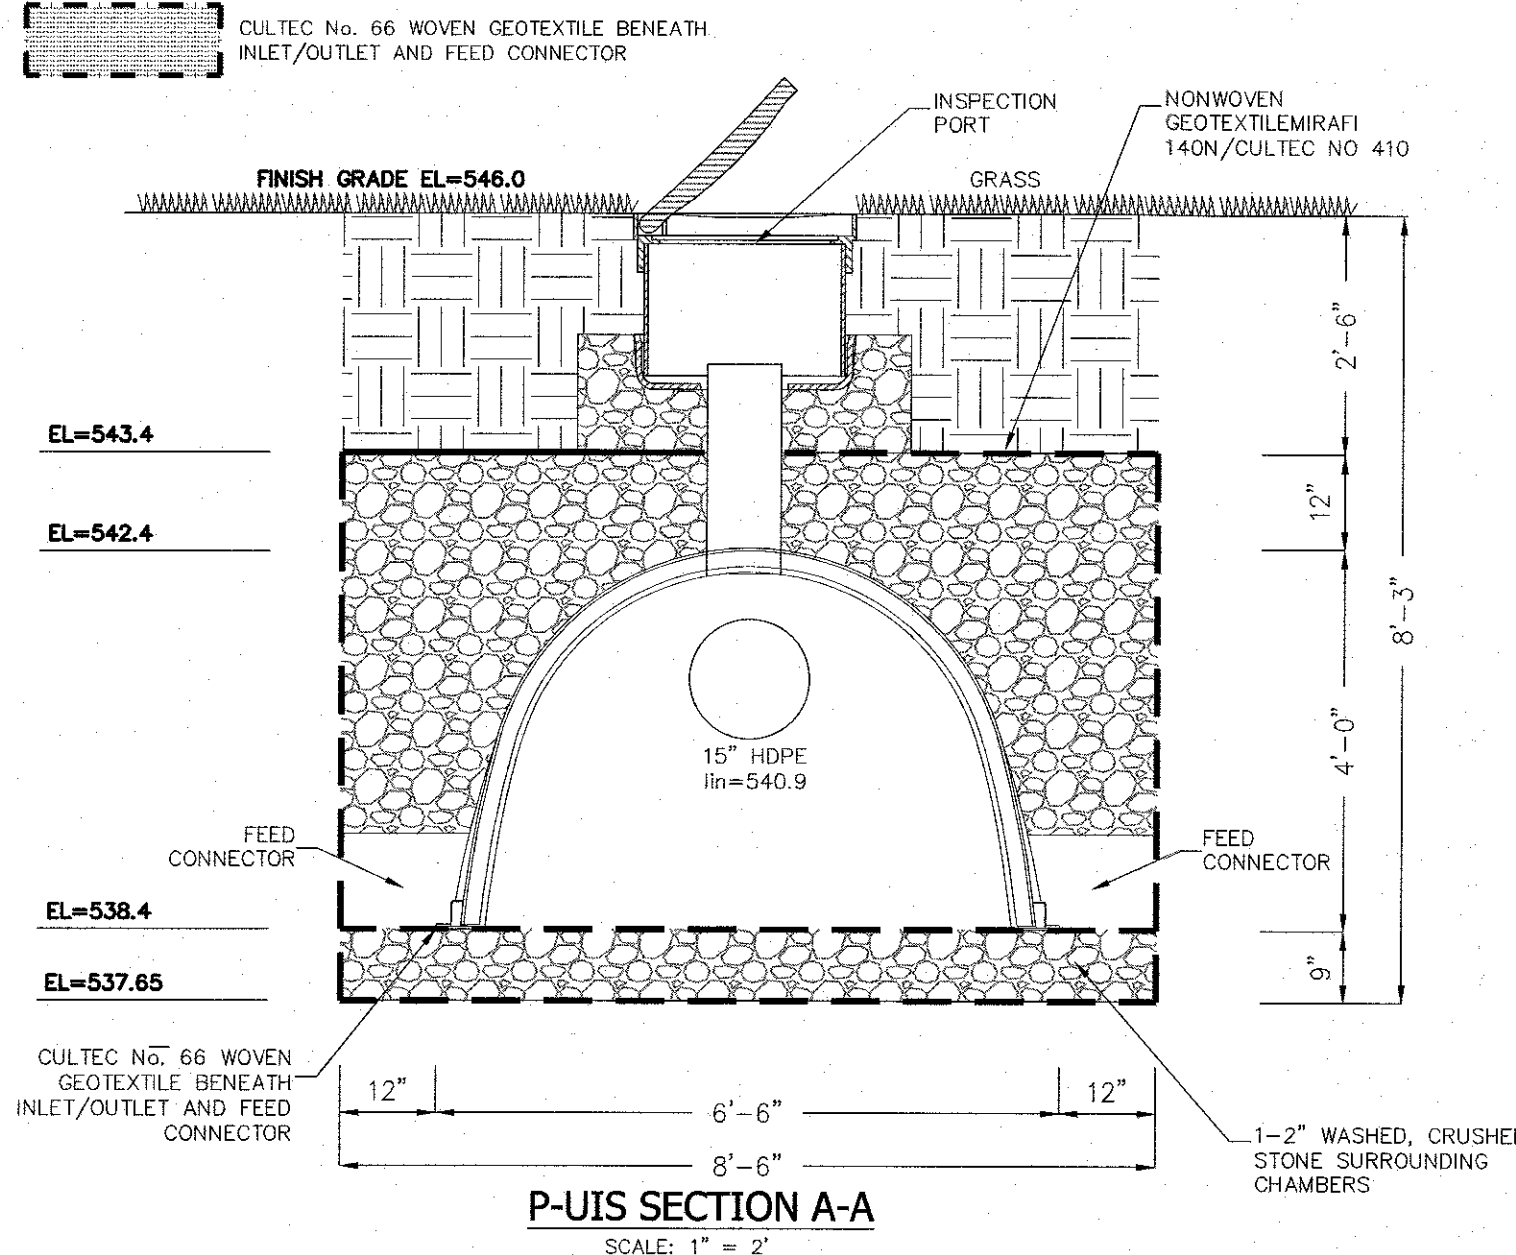 CULTEC No. 66 WOVEN GEOTEXTILE BENEATH
INLET/OUTLET AND FEED CONNECTOR
INSPECTION
PORT
NONWOVEN
GEOTEXTILEMIRAFI
140N/CULTEC NO 410
FINISH GRADE EL=546.0
GRASS
2'-6"
EL=543.4
12"
EL=542.4
8'-3"
4'-0"
15" HDPE
Iin=540.9
FEED
CONNECTOR
FEED
CONNECTOR
EL=538.4
9"
EL=537.65
CULTEC No. 66 WOVEN
GEOTEXTILE BENEATH
INLET/OUTLET AND FEED
CONNECTOR
12"
6'-6"
12"
8'-6"
1-2" WASHED, CRUSHE
STONE SURROUNDING
CHAMBERS
P-UIS SECTION A-A
SCALE: 1" = 2'